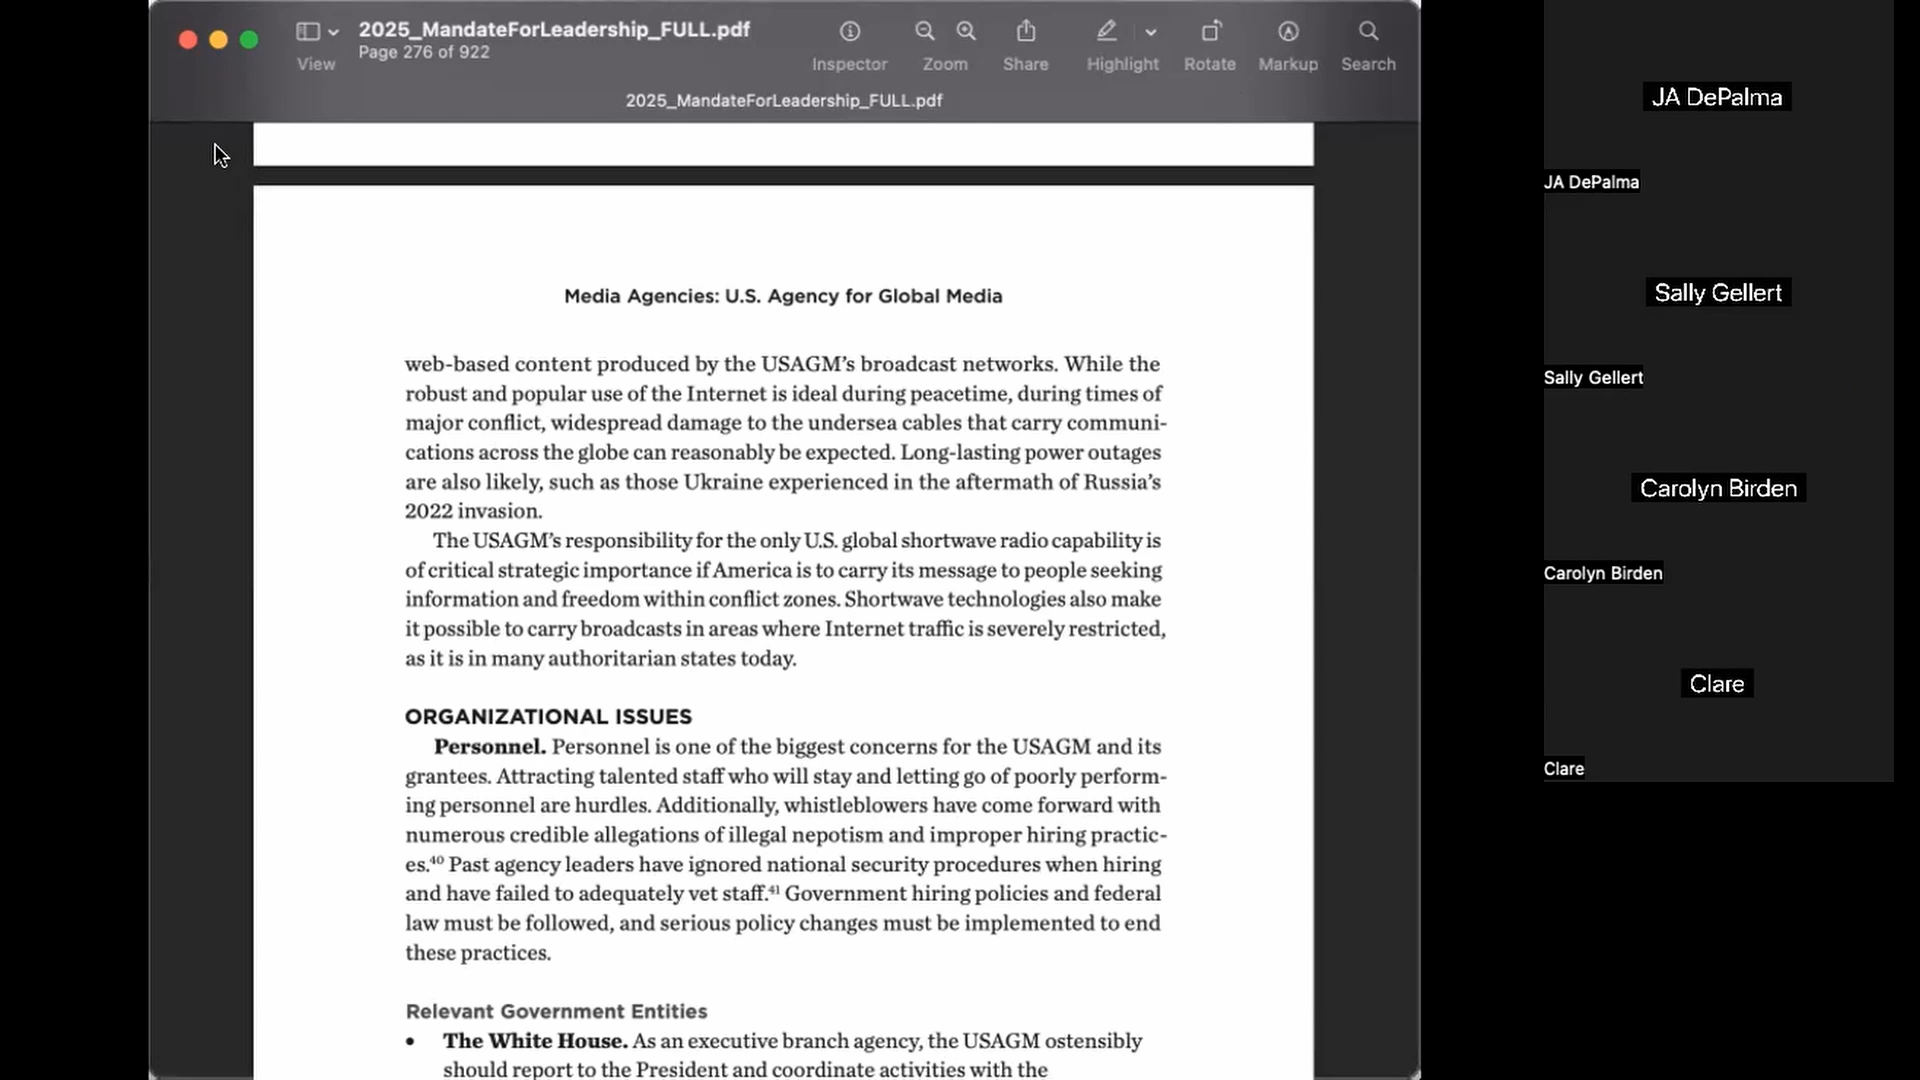 2025_MandateForLeadership_FULL.pdf
Page 276 of 922
View
Inspector
Zoom
Share
Highlight
Rotate
Markup
Search
2025_MandateForLeadership_FULL.pdf
Media Agencies: U.S. Agency for Global Media
web-based content produced by the USAGM’s broadcast networks. While the
robust and popular use of the Internet is ideal during peacetime, during times of
major conflict, widespread damage to the undersea cables that carry communi-
cations across the globe can reasonably be expected. Long-lasting power outages
are also likely, such as those Ukraine experienced in the aftermath of Russia’s
2022 invasion.
The USAGM’s responsibility for the only U.S. global shortwave radio capability is
of critical strategic importance if America is to carry its message to people seeking
information and freedom within conflict zones. Shortwave technologies also make
it possible to carry broadcasts in areas where Internet traffic is severely restricted,
as it is in many authoritarian states today.
ORGANIZATIONAL ISSUES
Personnel. Personnel is one of the biggest concerns for the USAGM and its
grantees. Attracting talented staff who will stay and letting go of poorly perform-
ing personnel are hurdles. Additionally, whistleblowers have come forward with
numerous credible allegations of illegal nepotism and improper hiring practic-
es.⁴⁰ Past agency leaders have ignored national security procedures when hiring
and have failed to adequately vet staff.⁴¹ Government hiring policies and federal
law must be followed, and serious policy changes must be implemented to end
these practices.
Relevant Government Entities
• The White House. As an executive branch agency, the USAGM ostensibly
should report to the President and coordinate activities with the
JA DePalma
JA DePalma
Sally Gellert
Sally Gellert
Carolyn Birden
Carolyn Birden
Clare
Clare